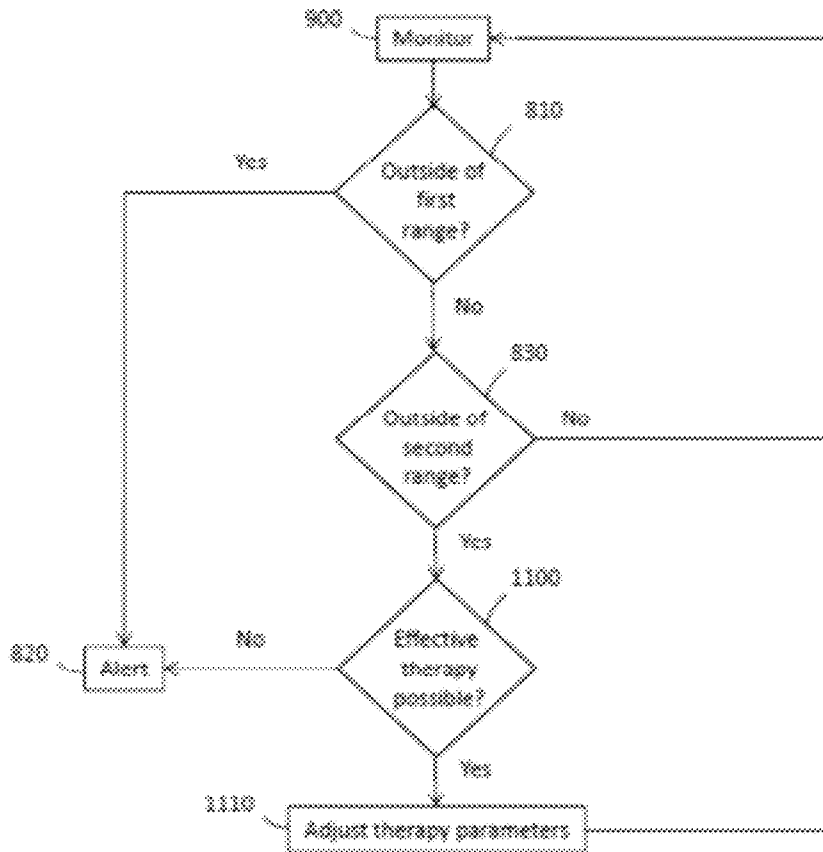 900
Monitor
810
Yes
Outside of
first
range?
No
830
Outside of
second
range?
No
Yes
1100
No
Effective
therapy
possible?
820
Alert
Yes
1110
Adjust therapy parameters